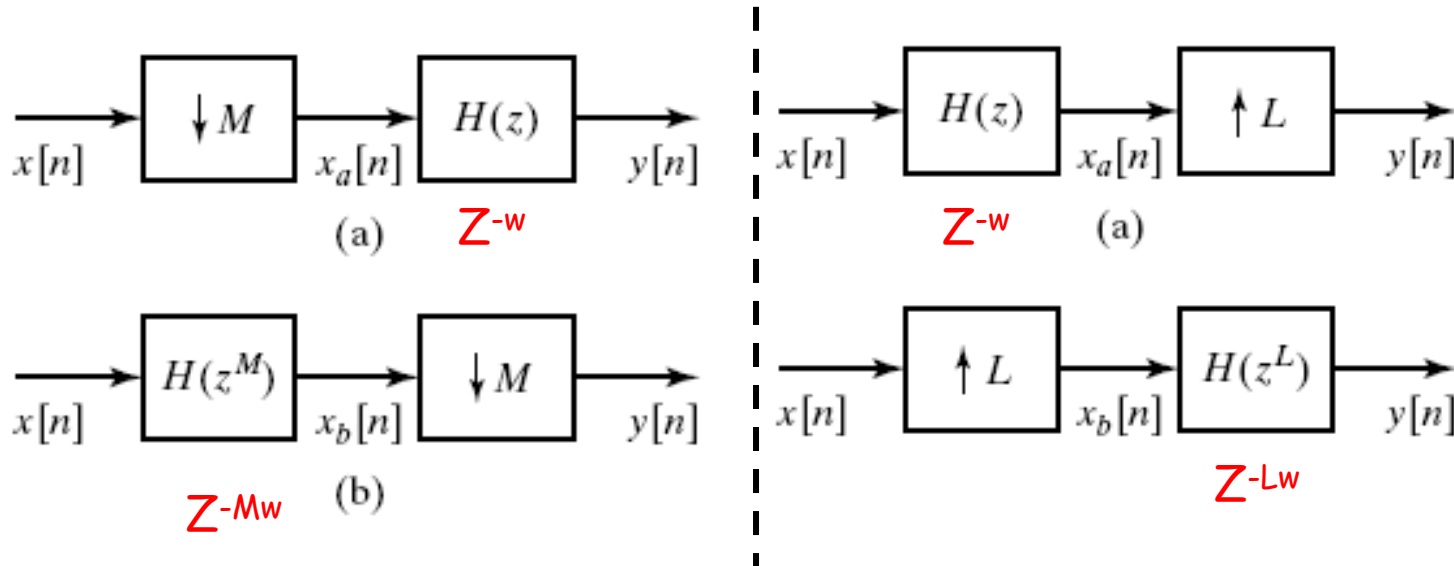 ↓ M
H(z)
x[n]
x_a[n]
y[n]
(a)
Z^-w
H(z^M)
↓ M
x[n]
x_b[n]
y[n]
Z^-Mw
(b)
H(z)
↑ L
x[n]
x_a[n]
y[n]
Z^-w
(a)
↑ L
H(z^L)
x[n]
x_b[n]
y[n]
Z^-Lw